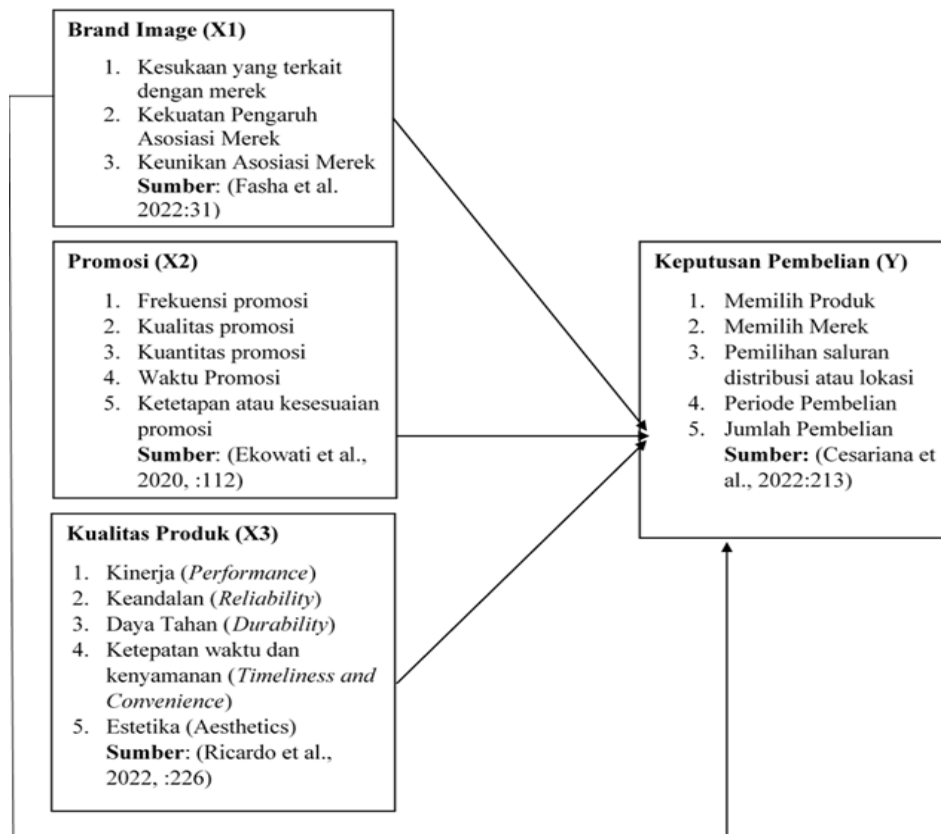 Brand Image (X1)
1. Kesukaan yang terkait
dengan merek
2. Kekuatan Pengaruh
Asosiasi Merek
3. Keunikan Asosiasi Merek
Sumber: (Fasha et al.
2022:31)
Promosi (X2)
1. Frekuensi promosi
2. Kualitas promosi
3. Kuantitas promosi
4. Waktu Promosi
5. Ketetapan atau kesesuaian
promosi
Sumber: (Ekowati et al.,
2020, :112)
Kualitas Produk (X3)
1. Kinerja (Performance)
2. Keandalan (Reliability)
3. Daya Tahan (Durability)
4. Ketepatan waktu dan
kenyamanan (Timeliness and
Convenience)
5. Estetika (Aesthetics)
Sumber: (Ricardo et al.,
2022, :226)
Keputusan Pembelian (Y)
1. Memilih Produk
2. Memilih Merek
3. Pemilihan saluran
distribusi atau lokasi
4. Periode Pembelian
5. Jumlah Pembelian
Sumber: (Cesariana et
al., 2022:213)